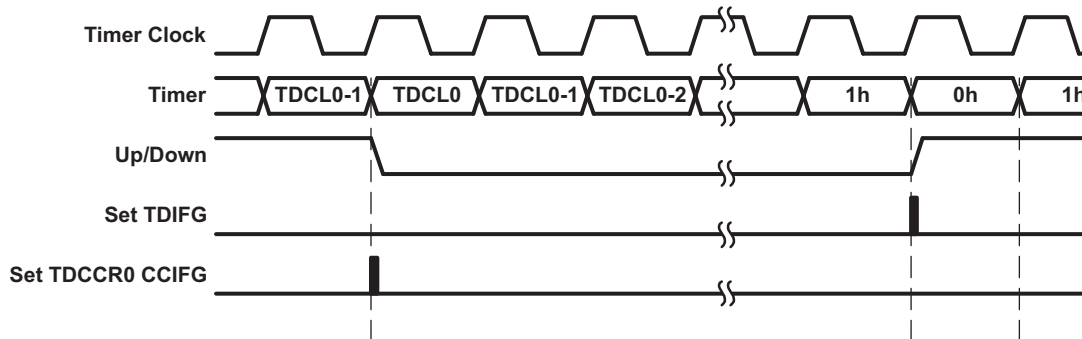 Timer Clock
Timer
TDCL0-1 TDCL0 TDCL0-1 TDCL0-2 1h 0h 1h
Up/Down
Set TDIFG
Set TDCCR0 CCIFG